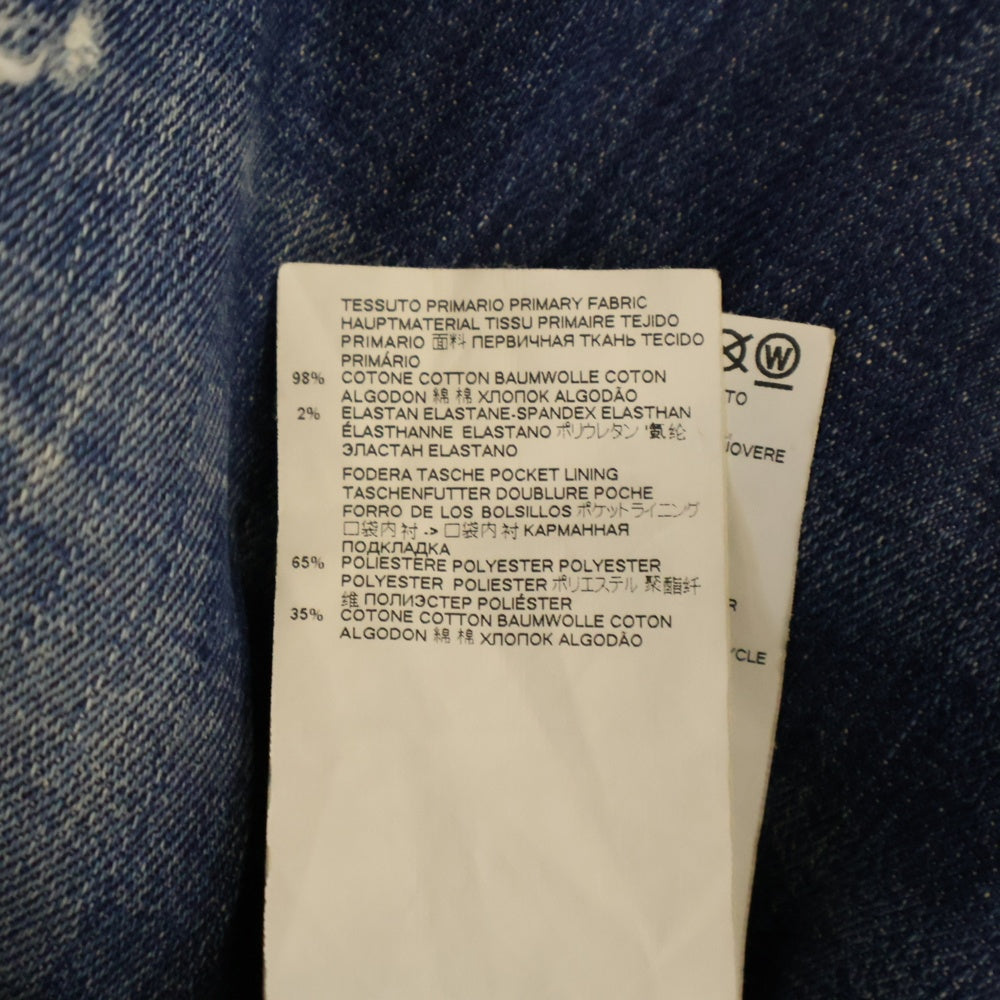 TESSUTO PRIMARIO PRIMARY FABRIC
HAUPTMATERIAL TISSU PRIMAIRE TEJIDO
PRIMARIO 面料 ПЕРВИЧНАЯ ТКАНЬ TECIDO
PRIMÁRIO
98% COTONE COTTON BAUMWOLLE COTON
ALGODON 綿 棉 ХЛОПОК ALGODÃO
2% ELASTAN ELASTANE-SPANDEX ELASTHAN
ÉLASTHANNE ELASTANO ポリウレタン 氨纶
ЭЛАСТАН ELASTANO
FODERA TASCHE POCKET LINING
TASCHENFUTTER DOUBLURE POCHE
FORRO DE LOS BOLSILLOS ポケットライニング
口袋内衬 -> 口袋内衬 КАРМАННАЯ
ПОДКЛАДКА
65% POLIESTERE POLYESTER POLYESTER
POLYESTER POLIESTER ポリエステル 聚酯纤
维 ПОЛИЭСТЕР POLIÉSTER
35% COTONE COTTON BAUMWOLLE COTON
ALGODON 綿 棉 ХЛОПОК ALGODÃO
W